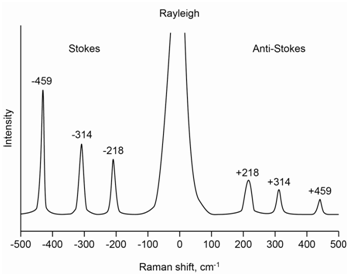 Rayleigh
Stokes
Anti-Stokes
-459
-314
-218
+218
+314
+459
Intensity
-500 -400 -300 -200 -100 0 100 200 300 400 500
Raman shift, cm-1